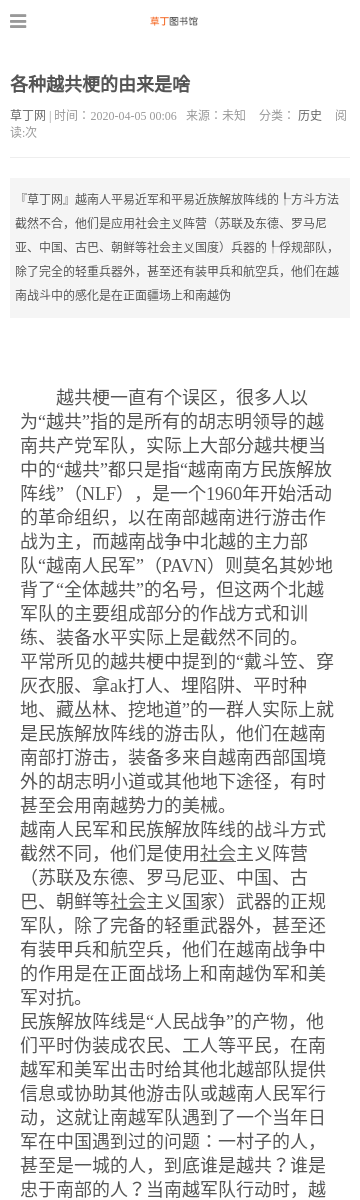 草丁图书馆
各种越共梗的由来是啥
草丁网 | 时间：2020-04-05 00:06 来源：未知 分类： 历史 阅
读:次
『草丁网』越南人平易近军和平易近族解放阵线的╀方斗方法
截然不合，他们是应用社会主义阵营（苏联及东德、罗马尼
亚、中国、古巴、朝鲜等社会主义国度）兵器的╀俘规部队，
除了完全的轻重兵器外，甚至还有装甲兵和航空兵，他们在越
南战斗中的感化是在正面疆场上和南越伪
越共梗一直有个误区，很多人以
为“越共”指的是所有的胡志明领导的越
南共产党军队，实际上大部分越共梗当
中的“越共”都只是指“越南南方民族解放
阵线”（NLF），是一个1960年开始活动
的革命组织，以在南部越南进行游击作
战为主，而越南战争中北越的主力部
队“越南人民军”（PAVN）则莫名其妙地
背了“全体越共”的名号，但这两个北越
军队的主要组成部分的作战方式和训
练、装备水平实际上是截然不同的。
平常所见的越共梗中提到的“戴斗笠、穿
灰衣服、拿ak打人、埋陷阱、平时种
地、藏丛林、挖地道”的一群人实际上就
是民族解放阵线的游击队，他们在越南
南部打游击，装备多来自越南西部国境
外的胡志明小道或其他地下途径，有时
甚至会用南越势力的美械。
越南人民军和民族解放阵线的战斗方式
截然不同，他们是使用社会主义阵营
（苏联及东德、罗马尼亚、中国、古
巴、朝鲜等社会主义国家）武器的正规
军队，除了完备的轻重武器外，甚至还
有装甲兵和航空兵，他们在越南战争中
的作用是在正面战场上和南越伪军和美
军对抗。
民族解放阵线是“人民战争”的产物，他
们平时伪装成农民、工人等平民，在南
越军和美军出击时给其他北越部队提供
信息或协助其他游击队或越南人民军行
动，这就让南越军队遇到了一个当年日
军在中国遇到过的问题：一村子的人，
甚至是一城的人，到底谁是越共？谁是
忠于南部的人？当南越军队行动时，越